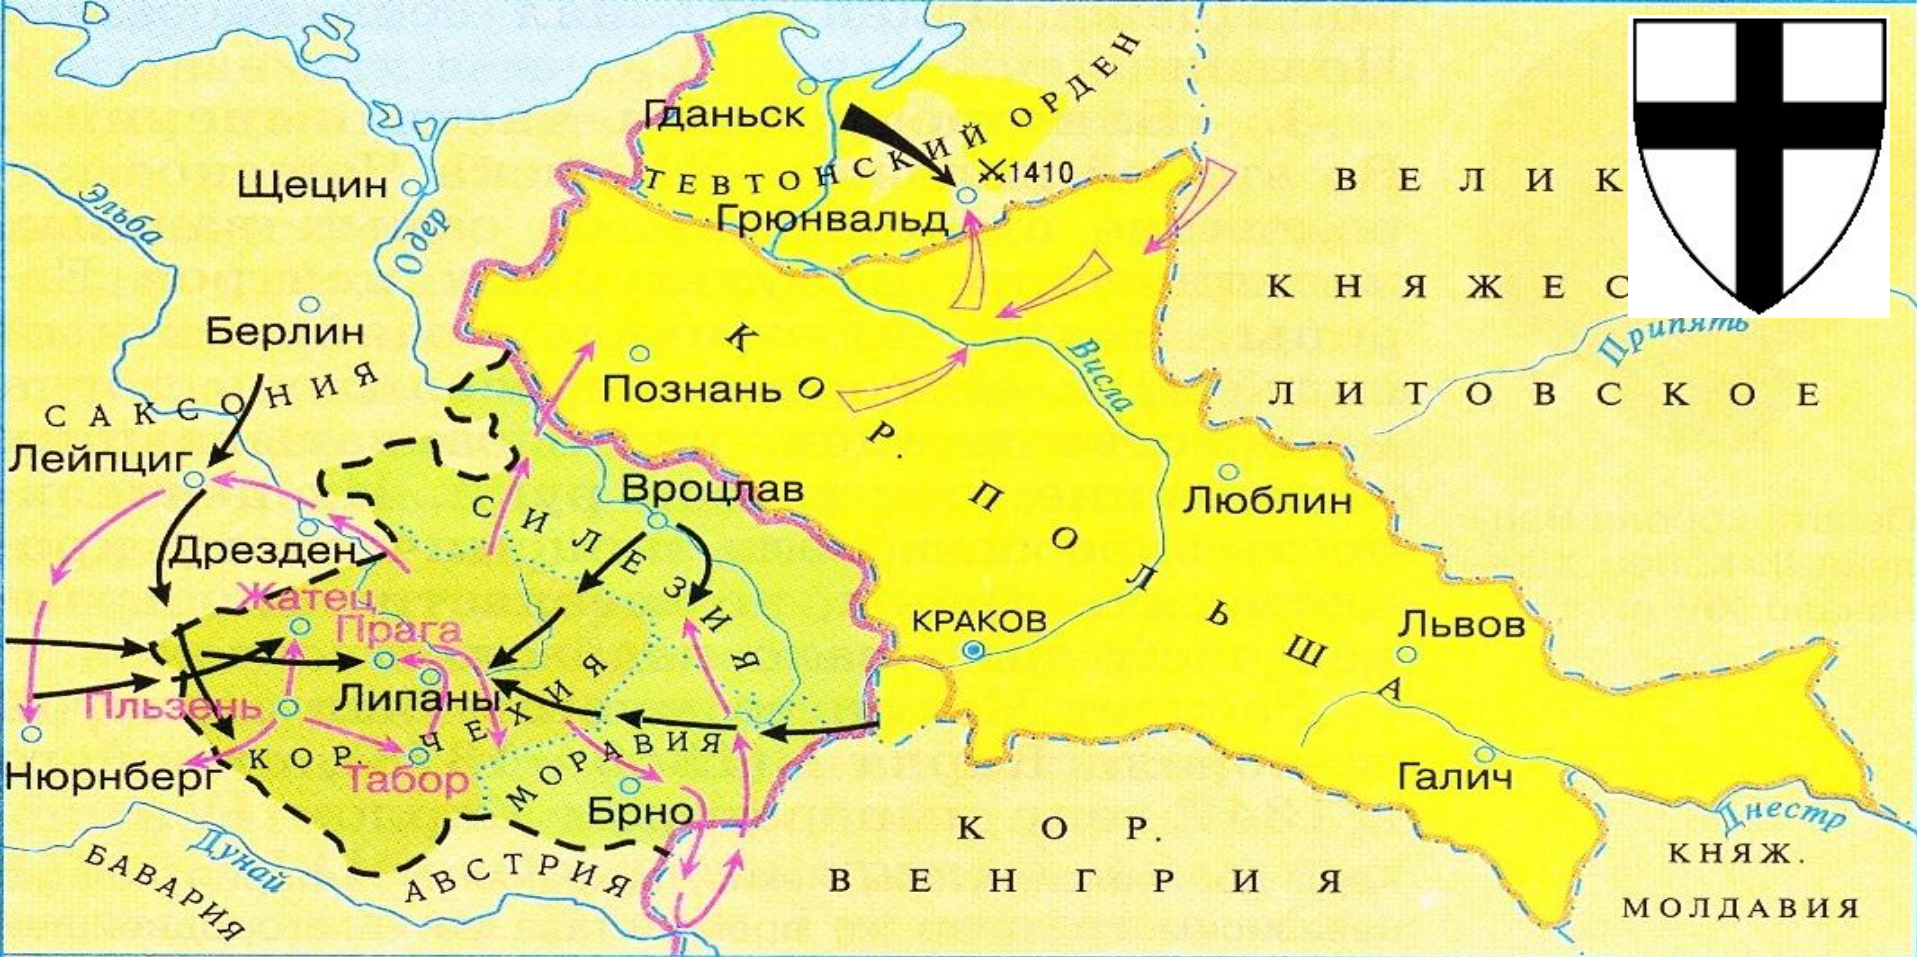 Гданьск
ТЕВТОНСКИЙ ОРДЕН
1410
Грюнвальд
Щецин
Одер
Эльба
Берлин
САКСОНИЯ
Лейпциг
Дрезден
Познань
КОР. ПОЛЬША
Висла
ВЕЛИК
КНЯЖЕС
ЛИТОВСКОЕ
Припять
Люблин
Вроцлав
СИЛЕЗИЯ
Жатец
Прага
Пльзень
Липаны
КОР. ЧЕХИЯ
Табор
МОРАВИЯ
Брно
Нюрнберг
КРАКОВ
Львов
Галич
Днестр
КОР.
ВЕНГРИЯ
КНЯЖ.
МОЛДАВИЯ
Дунай
БАВАРИЯ
АВСТРИЯ